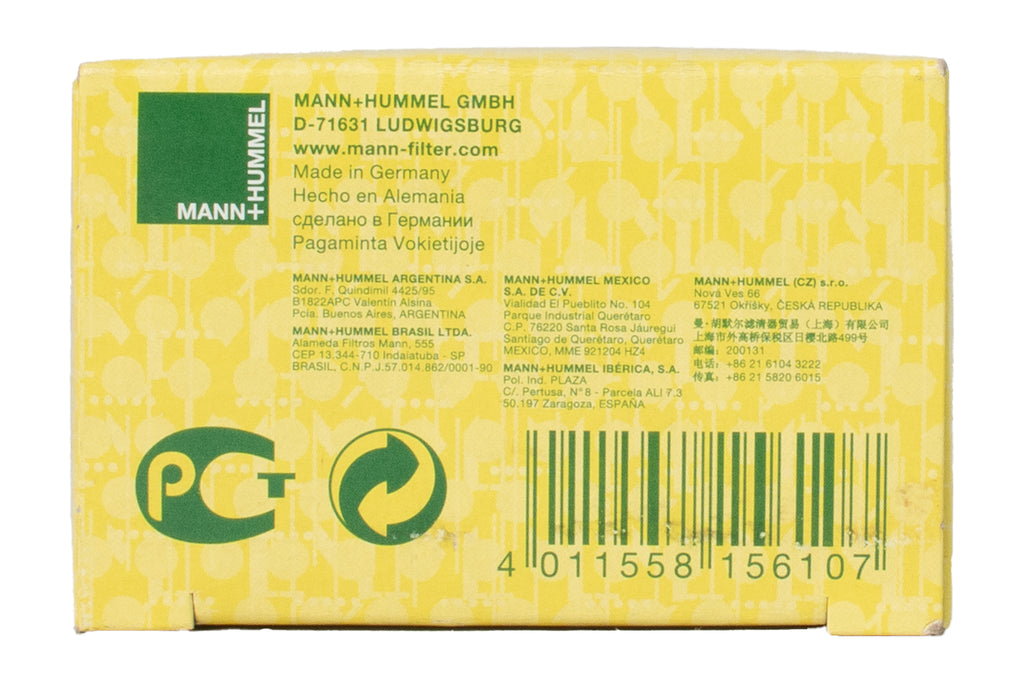 MANN+HUMMEL
MANN+HUMMEL GMBH
D-71631 LUDWIGSBURG
www.mann-filter.com
Made in Germany
Hecho en Alemania
сделано в Германии
Pagaminta Vokietijoje
MANN+HUMMEL ARGENTINA S.A.
Sdor. F. Quindimil 4425/95
B1822APC Valentín Alsina
Pcia. Buenos Aires, ARGENTINA
MANN+HUMMEL BRASIL LTDA.
Alameda Filtros Mann, 555
CEP 13.344-710 Indaiatuba - SP
BRASIL, C.N.P.J.57.014.862/0001-90
MANN+HUMMEL MEXICO
S.A. DE C.V.
Vialidad El Pueblito No. 104
Parque Industrial Querétaro
C.P. 76220 Santa Rosa Jáuregui
Santiago de Querétaro, Querétaro
MEXICO, MME 921204 HZ4
MANN+HUMMEL IBÉRICA, S.A.
Pol. Ind. PLAZA
C/. Pertusa, N° 8 - Parcela ALI 7.3
50.197 Zaragoza, ESPAÑA
MANN+HUMMEL (CZ) s.r.o.
Nová Ves 66
67521 Okříšky, ČESKÁ REPUBLIKA
曼·胡默尔滤清器贸易（上海）有限公司
上海市外高桥保税区日樱北路499号
邮编：200131
电话：+86 21 6104 3222
传真：+86 21 5820 6015
РСТ
4 011558 156107